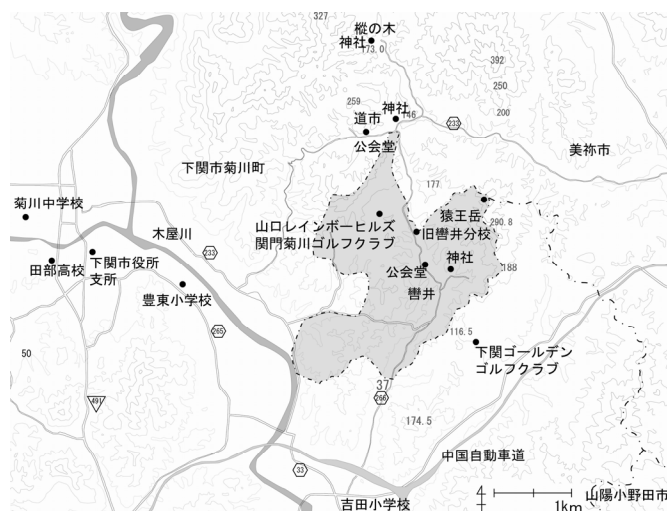 327
樅の木
神社
173.0
392
250
200
259
神社
146
道市
公会堂
233
美祢市
下関市菊川町
177
菊川中学校
山口レインボーヒルズ
関門菊川ゴルフクラブ
猿王岳
290.8
旧轡井分校
木屋川
233
公会堂
神社
188
田部高校
下関市役所
支所
轡井
豊東小学校
265
116.5
下関ゴールデン
ゴルフクラブ
50
37
266
491
174.5
中国自動車道
33
吉田小学校
4
1km
山陽小野田市